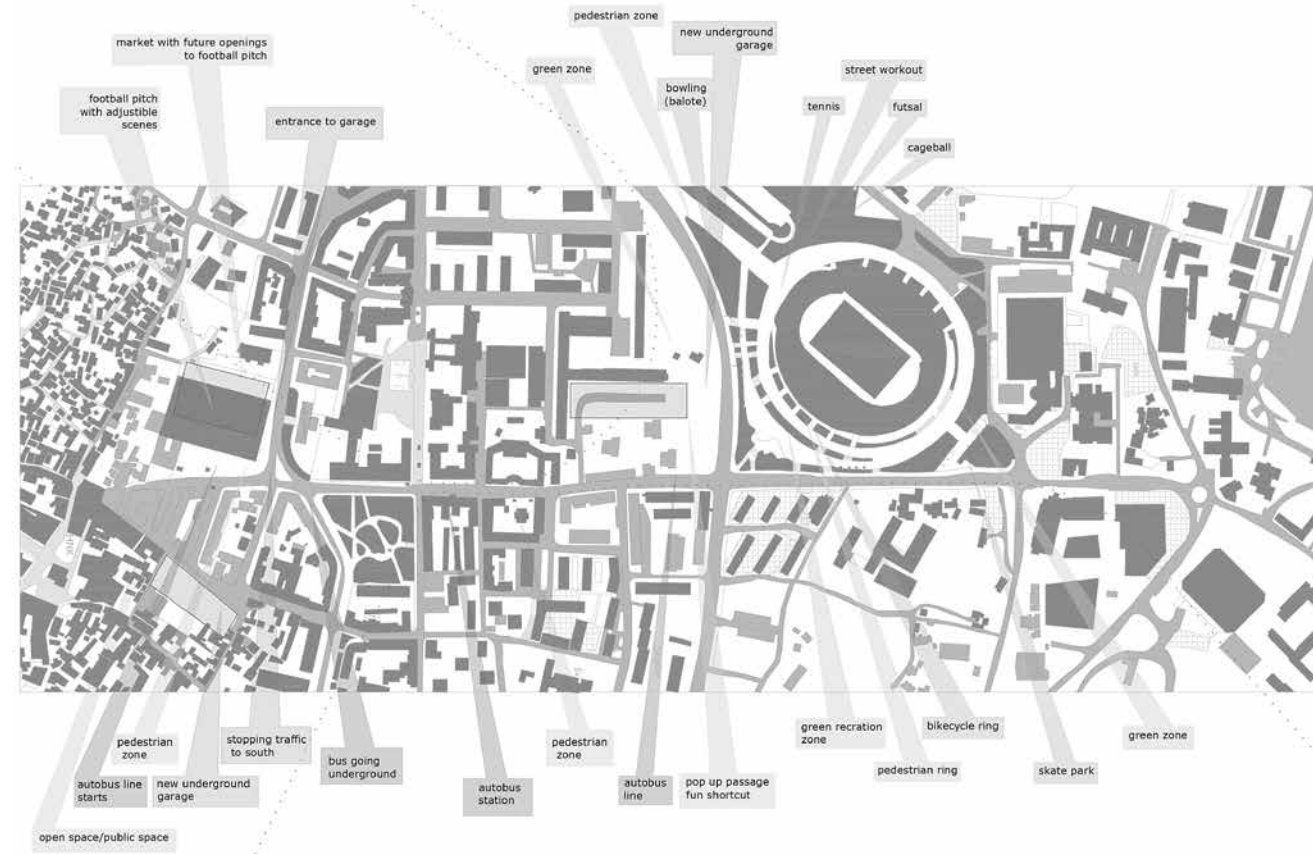 pedestrian zone
new underground
garage
market with future openings
to football pitch
green zone
street workout
bowling
(balote)
football pitch
with adjustible
scenes
tennis
futsal
entrance to garage
cageball
pedestrian
zone
stopping traffic
to south
bus going
underground
pedestrian
zone
green recration
zone
bikecycle ring
green zone
autobus line
starts
new underground
garage
autobus
station
autobus
line
pop up passage
fun shortcut
pedestrian ring
skate park
open space/public space